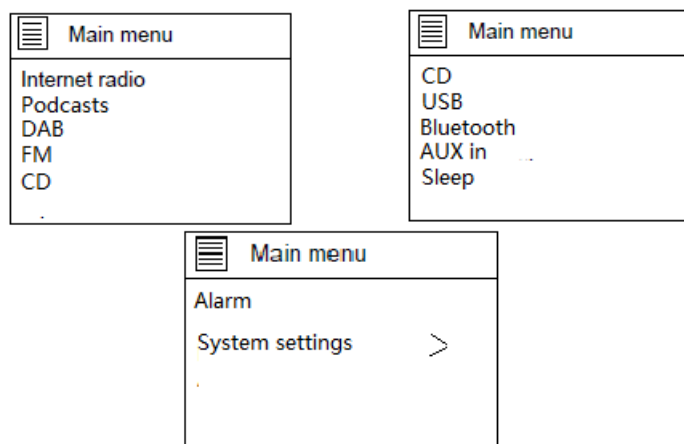 Main menu
Internet radio
Podcasts
DAB
FM
CD
Main menu
CD
USB
Bluetooth
AUX in
Sleep
Main menu
Alarm
System settings >